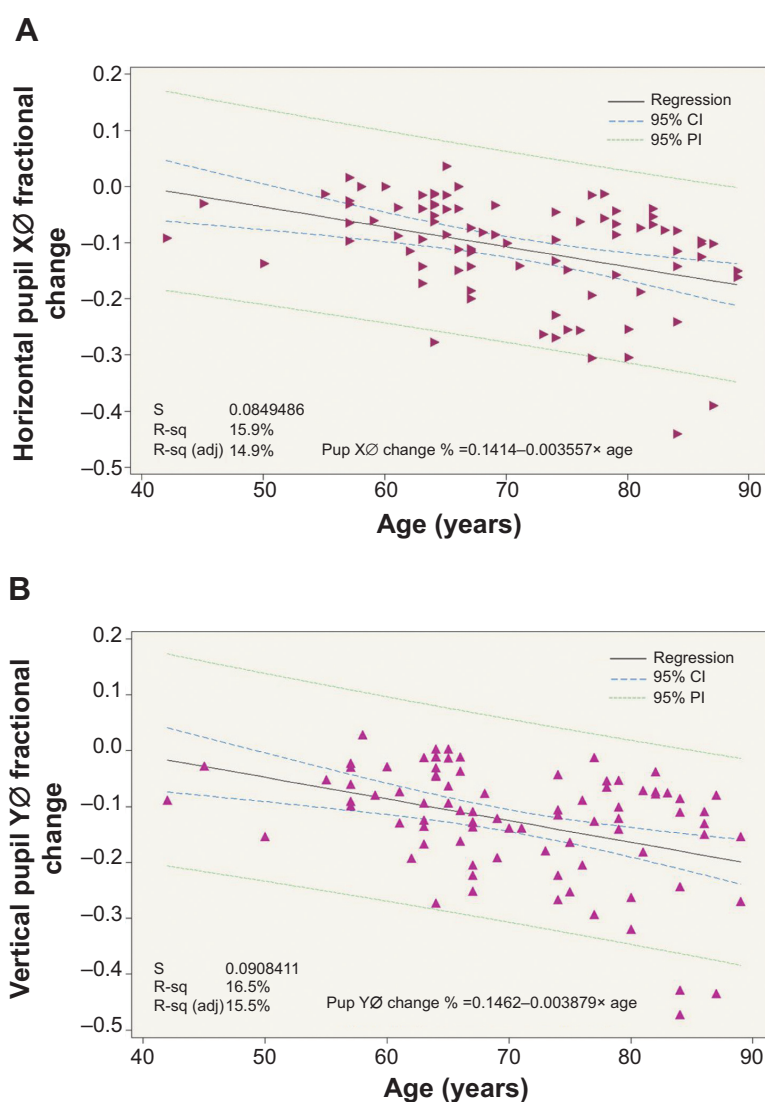 A
Horizontal pupil XØ fractional
change
0.2
0.1
0.0
−0.1
−0.2
−0.3
−0.4
−0.5
Regression
95% CI
95% PI
S 0.0849486
R-sq 15.9%
R-sq (adj) 14.9%
Pup XØ change % =0.1414–0.003557× age
40 50 60 70 80 90
Age (years)
B
Vertical pupil YØ fractional
change
0.2
0.1
0.0
−0.1
−0.2
−0.3
−0.4
−0.5
Regression
95% CI
95% PI
S 0.0908411
R-sq 16.5%
R-sq (adj) 15.5%
Pup YØ change % =0.1462–0.003879× age
40 50 60 70 80 90
Age (years)